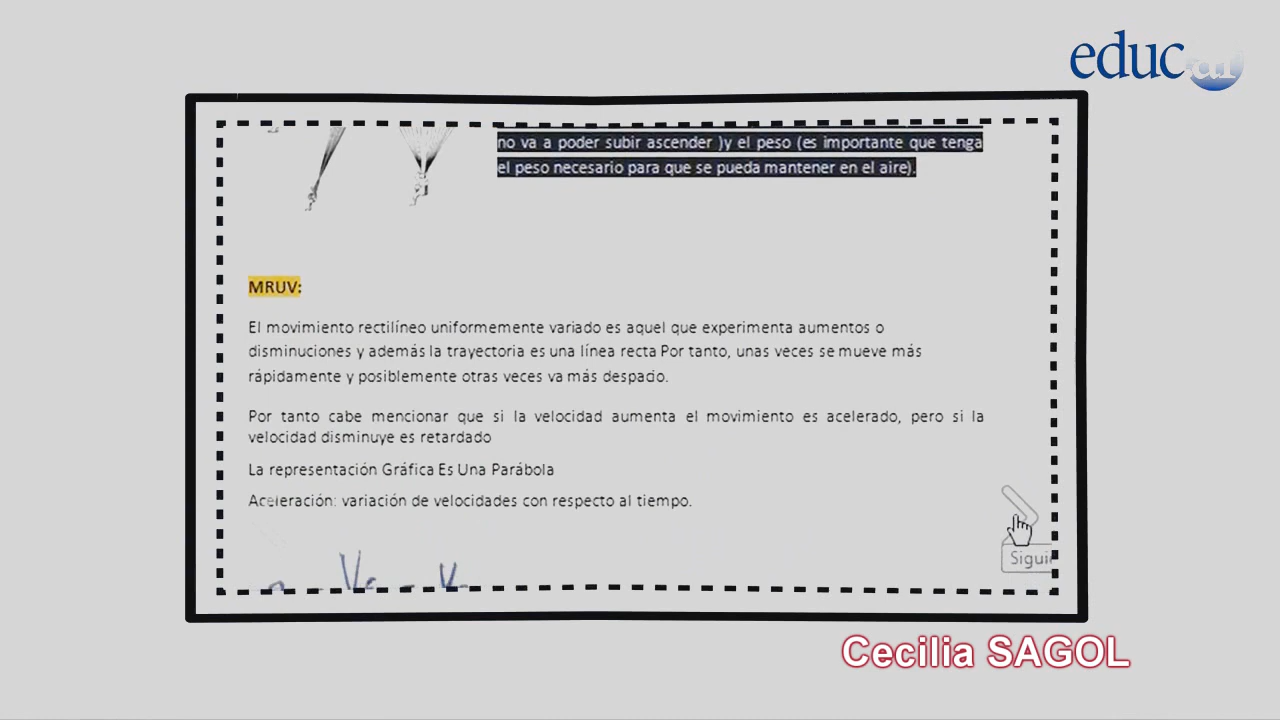 educ.ar
no va a poder subir ascender )y el peso (es importante que tenga
el peso necesario para que se pueda mantener en el aire).
MRUV:
El movimiento rectilíneo uniformemente variado es aquel que experimenta aumentos o
disminuciones y además la trayectoria es una línea recta Por tanto, unas veces se mueve más
rápidamente y posiblemente otras veces va más despacio.
Por tanto cabe mencionar que si la velocidad aumenta el movimiento es acelerado, pero si la
velocidad disminuye es retardado
La representación Gráfica Es Una Parábola
Aceleración: variación de velocidades con respecto al tiempo.
Cecilia SAGOL